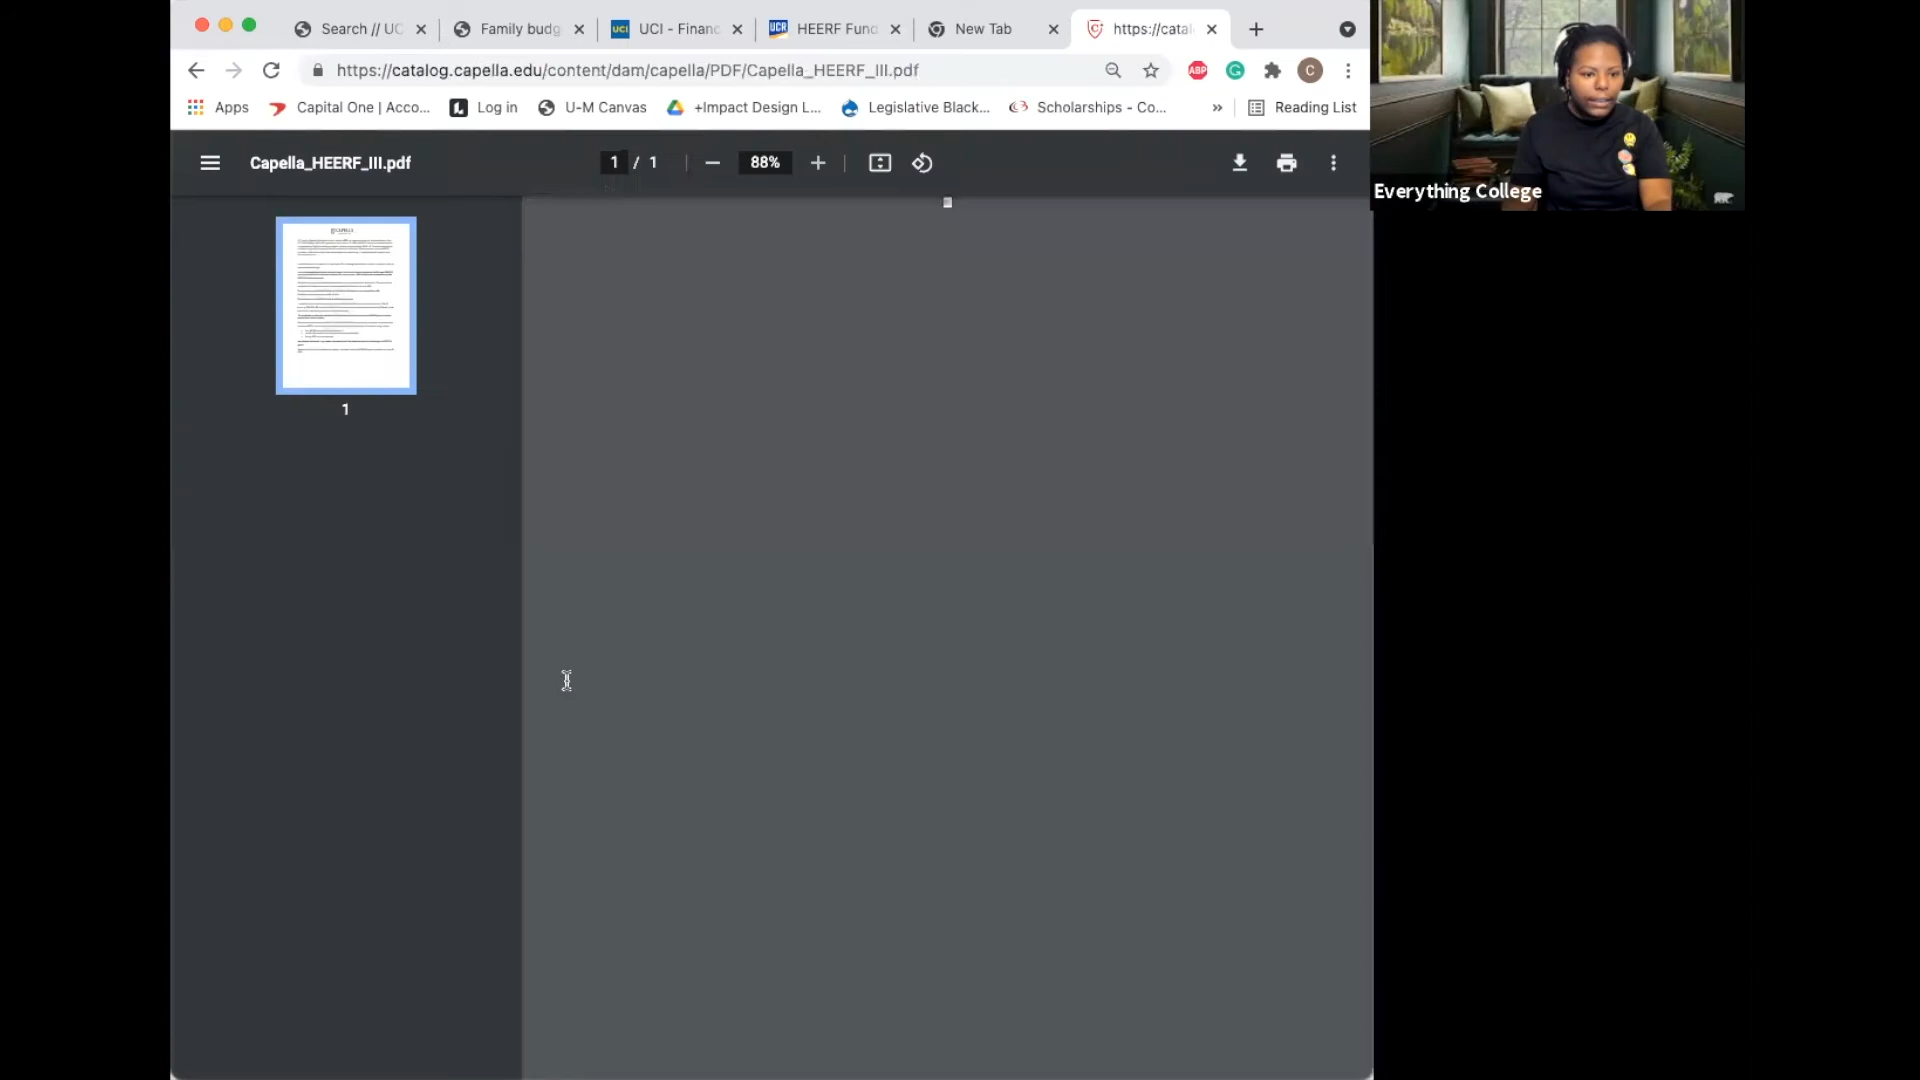 Search // UC
Family budg
UCI - Financ
HEERF Func
New Tab
https://catal
https://catalog.capella.edu/content/dam/capella/PDF/Capella_HEERF_III.pdf
ABP
C
Apps
Capital One | Acco...
Log in
U-M Canvas
+Impact Design L...
Legislative Black...
Scholarships - Co...
»
Reading List
Capella_HEERF_III.pdf
1 / 1
88%
Everything College
CAPELLA
1